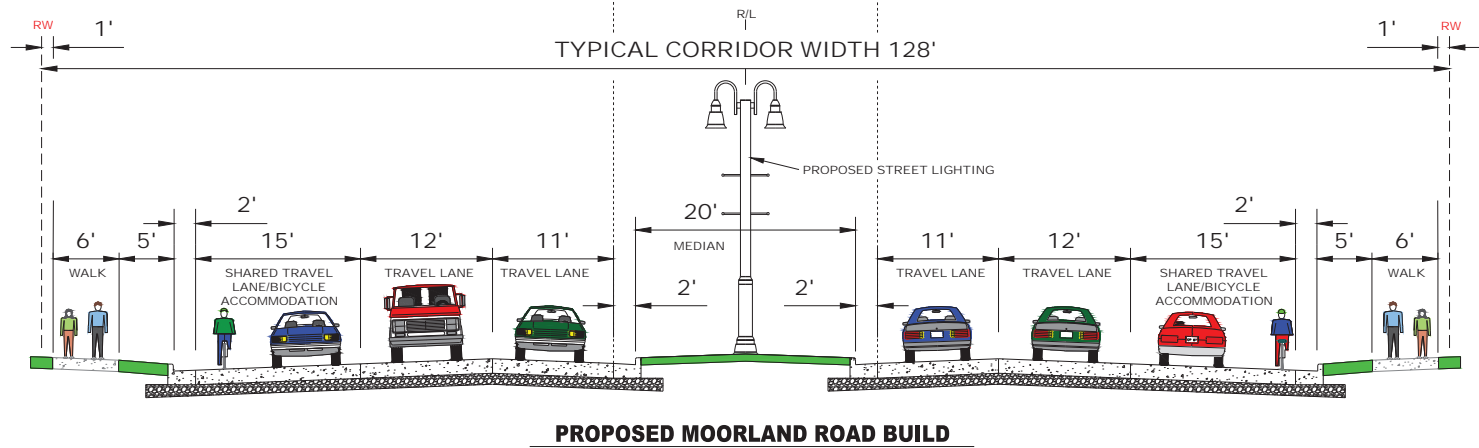 R/L
RW 1' 1' RW
TYPICAL CORRIDOR WIDTH 128'
PROPOSED STREET LIGHTING
2' 20' 2'
6' 5' 15' 12' 11' MEDIAN 11' 12' 15' 5' 6'
WALK SHARED TRAVEL TRAVEL LANE TRAVEL LANE 2' 2' TRAVEL LANE TRAVEL LANE SHARED TRAVEL WALK
LANE/BICYCLE LANE/BICYCLE
ACCOMMODATION ACCOMMODATION
PROPOSED MOORLAND ROAD BUILD